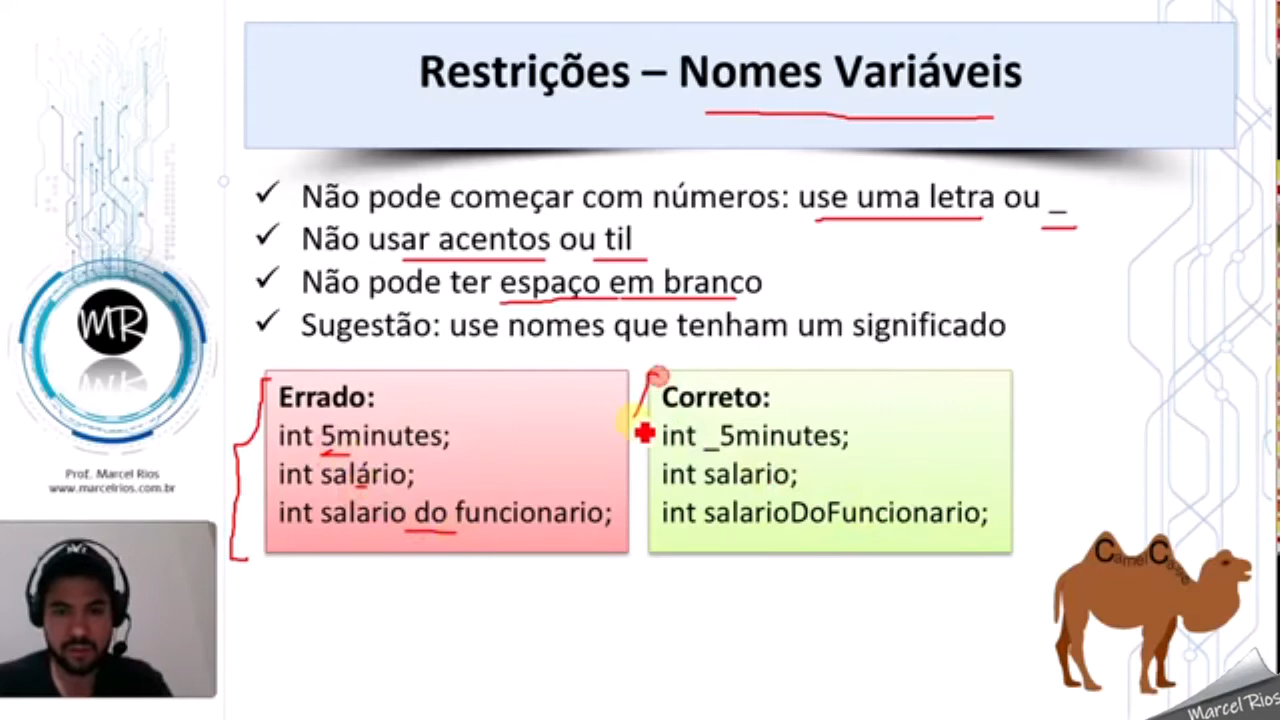 Restrições – Nomes Variáveis
Não pode começar com números: use uma letra ou _
Não usar acentos ou til
Não pode ter espaço em branco
Sugestão: use nomes que tenham um significado
Errado:
int 5minutes;
int salário;
int salario do funcionario;
Correto:
int _5minutes;
int salario;
int salarioDoFuncionario;
MR
Prof. Marcel Rios
www.marcelrios.com.br
CamelCase
Marcel Rios